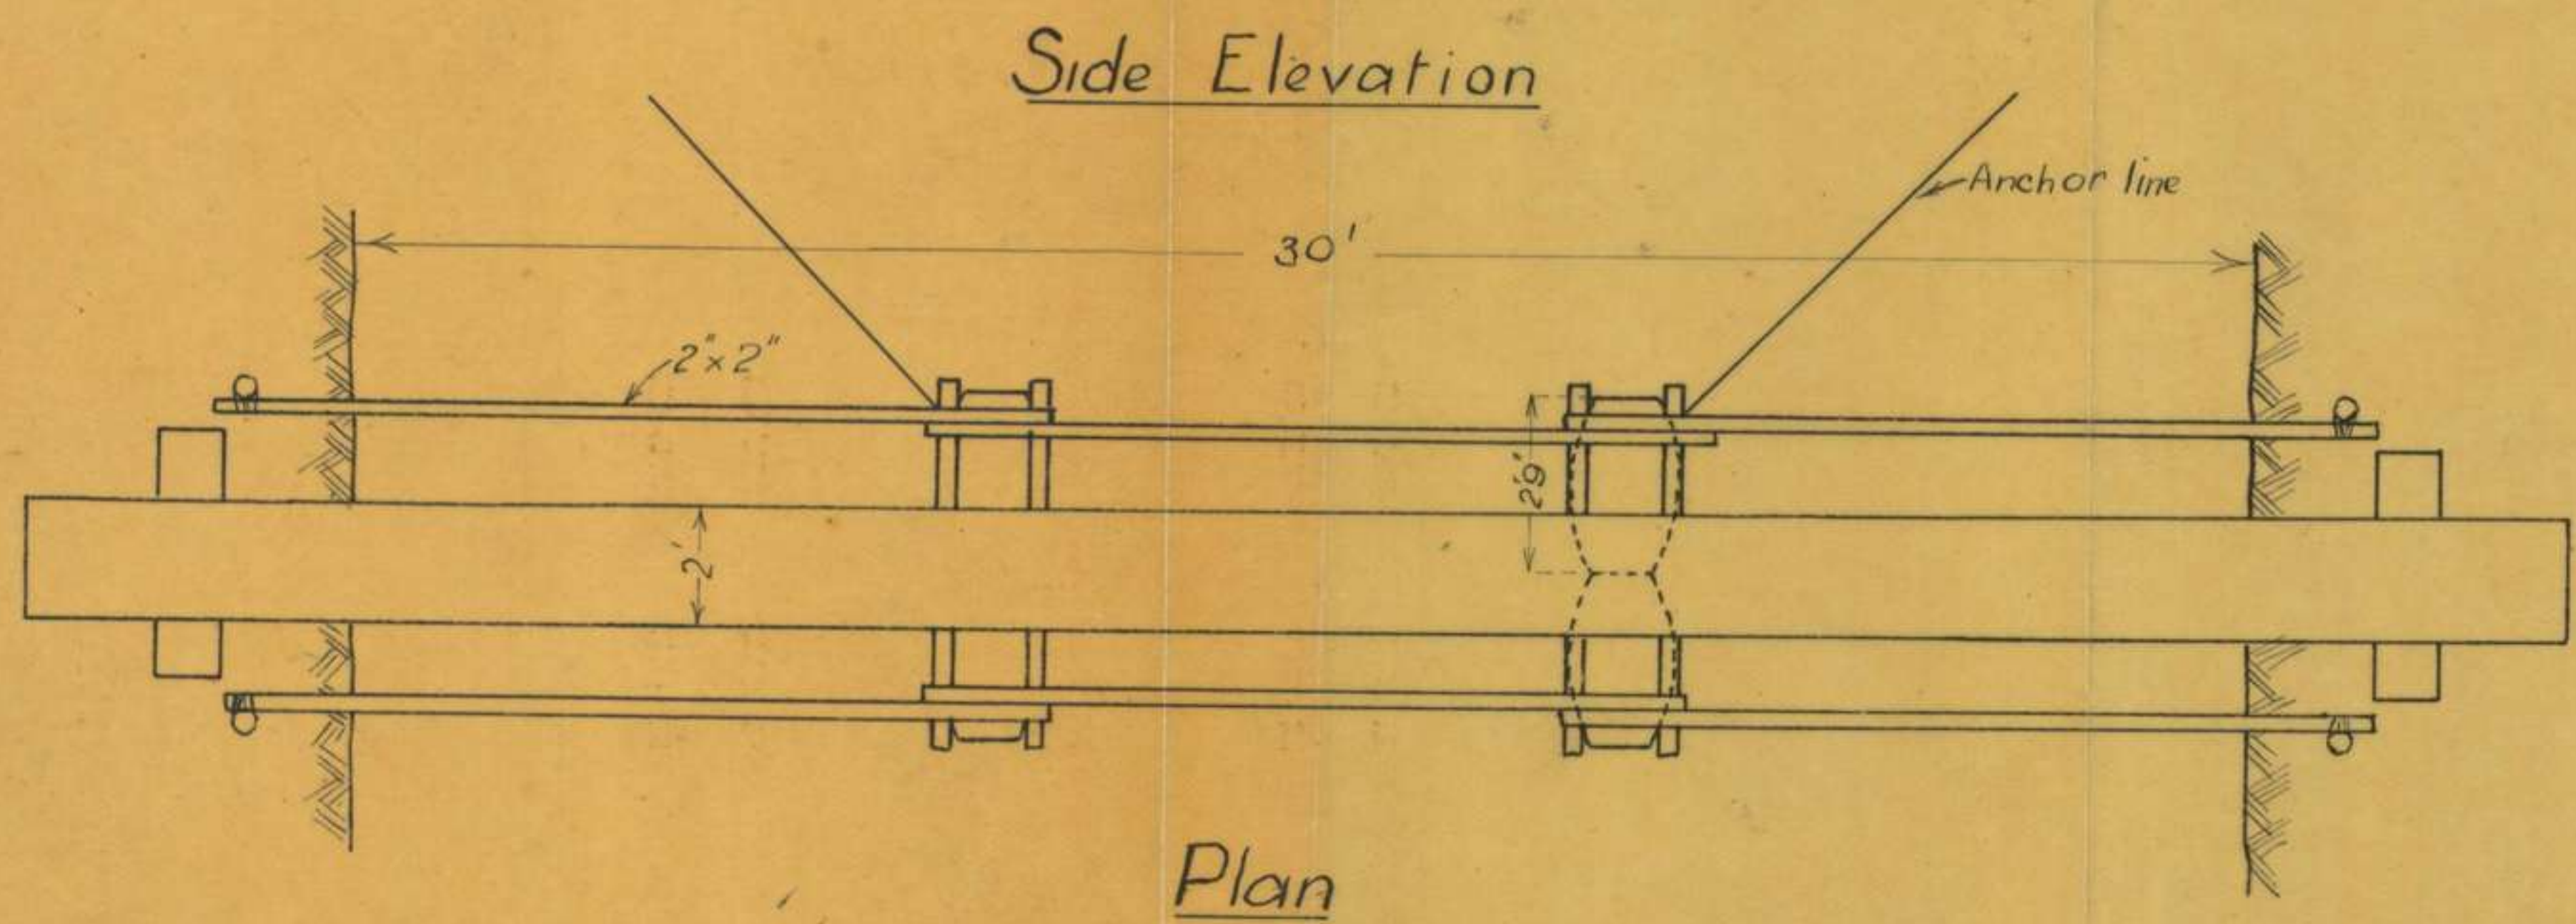 Side Elevation
Anchor line
30'
2"x2"
2'9"
2'
Plan